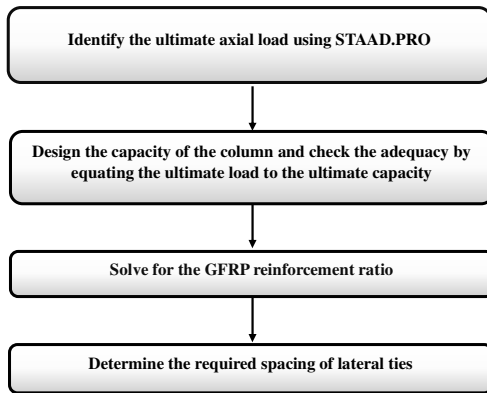 Identify the ultimate axial load using STAAD.PRO
Design the capacity of the column and check the adequacy by
equating the ultimate load to the ultimate capacity
Solve for the GFRP reinforcement ratio
Determine the required spacing of lateral ties